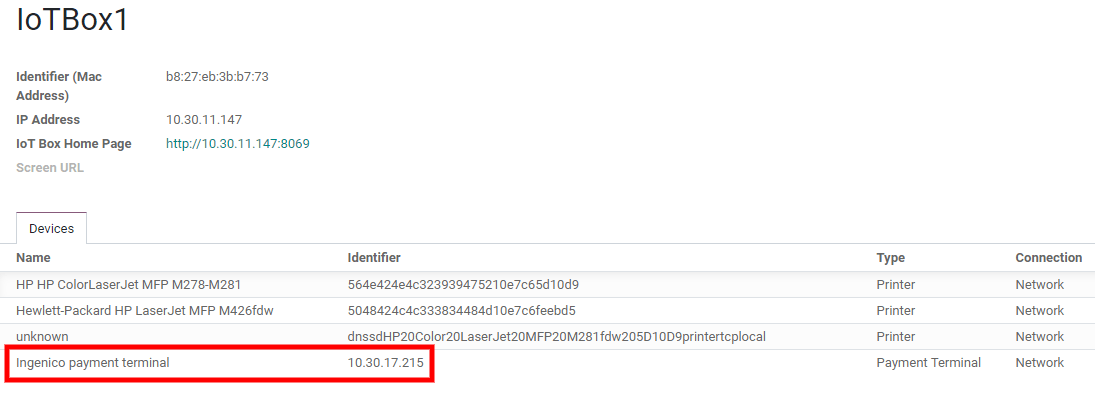 IoTBox1
Identifier (Mac Address) b8:27:eb:3b:b7:73
IP Address 10.30.11.147
IoT Box Home Page http://10.30.11.147:8069
Screen URL
Devices
Name Identifier Type Connection
HP HP ColorLaserJet MFP M278-M281 564e424e4c323939475210e7c65d10d9 Printer Network
Hewlett-Packard HP LaserJet MFP M426fdw 5048424c4c333834484d10e7c6feebd5 Printer Network
unknown dnssdHP20Color20LaserJet20MFP20M281fdw205D10D9printertcplocal Printer Network
Ingenico payment terminal 10.30.17.215 Payment Terminal Network